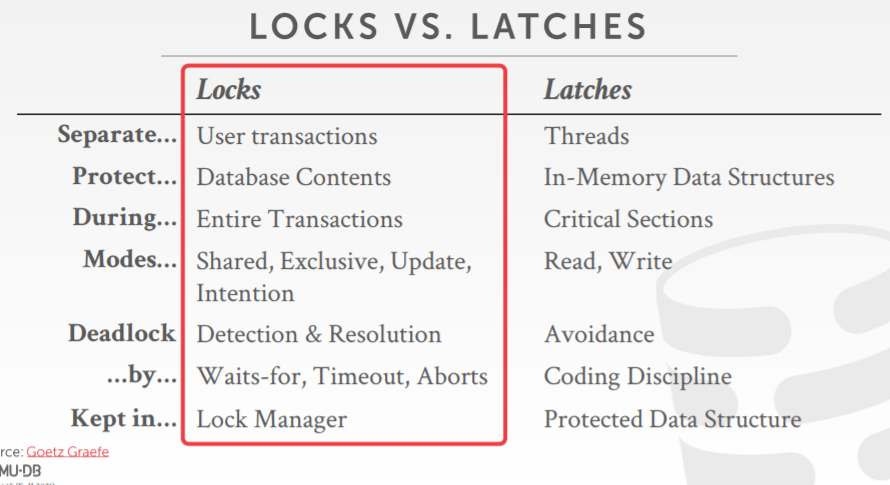 LOCKS VS. LATCHES
Locks Latches
Separate... User transactions Threads
Protect... Database Contents In-Memory Data Structures
During... Entire Transactions Critical Sections
Modes... Shared, Exclusive, Update, Read, Write
Intention
Deadlock Detection & Resolution Avoidance
...by... Waits-for, Timeout, Aborts Coding Discipline
Kept in... Lock Manager Protected Data Structure
rce: Goetz Graefe
MU·DB